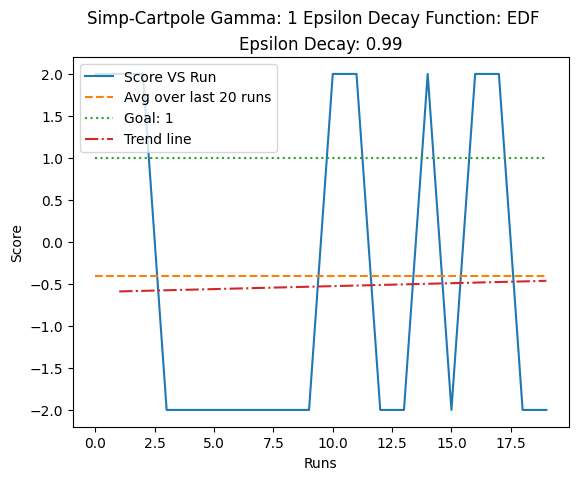 Simp-Cartpole Gamma: 1 Epsilon Decay Function: EDF
Epsilon Decay: 0.99
Score VS Run
Avg over last 20 runs
Goal: 1
Trend line
2.0
1.5
1.0
0.5
0.0
−0.5
−1.0
−1.5
−2.0
Score
0.0 2.5 5.0 7.5 10.0 12.5 15.0 17.5
Runs